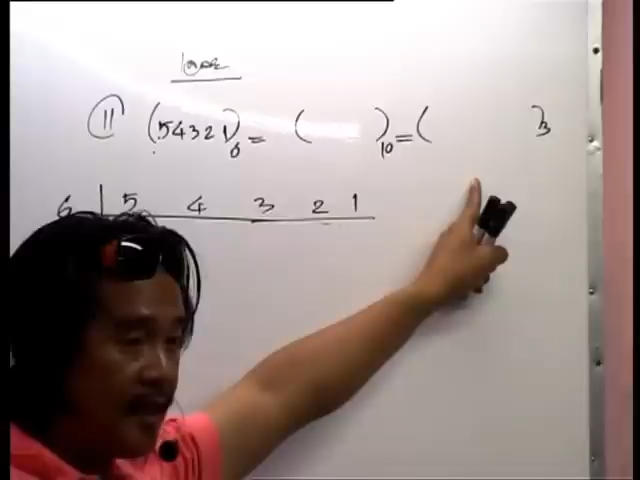 11 (54321)₆ = ( )₁₀ = ( )₃
6 5 4 3 2 1